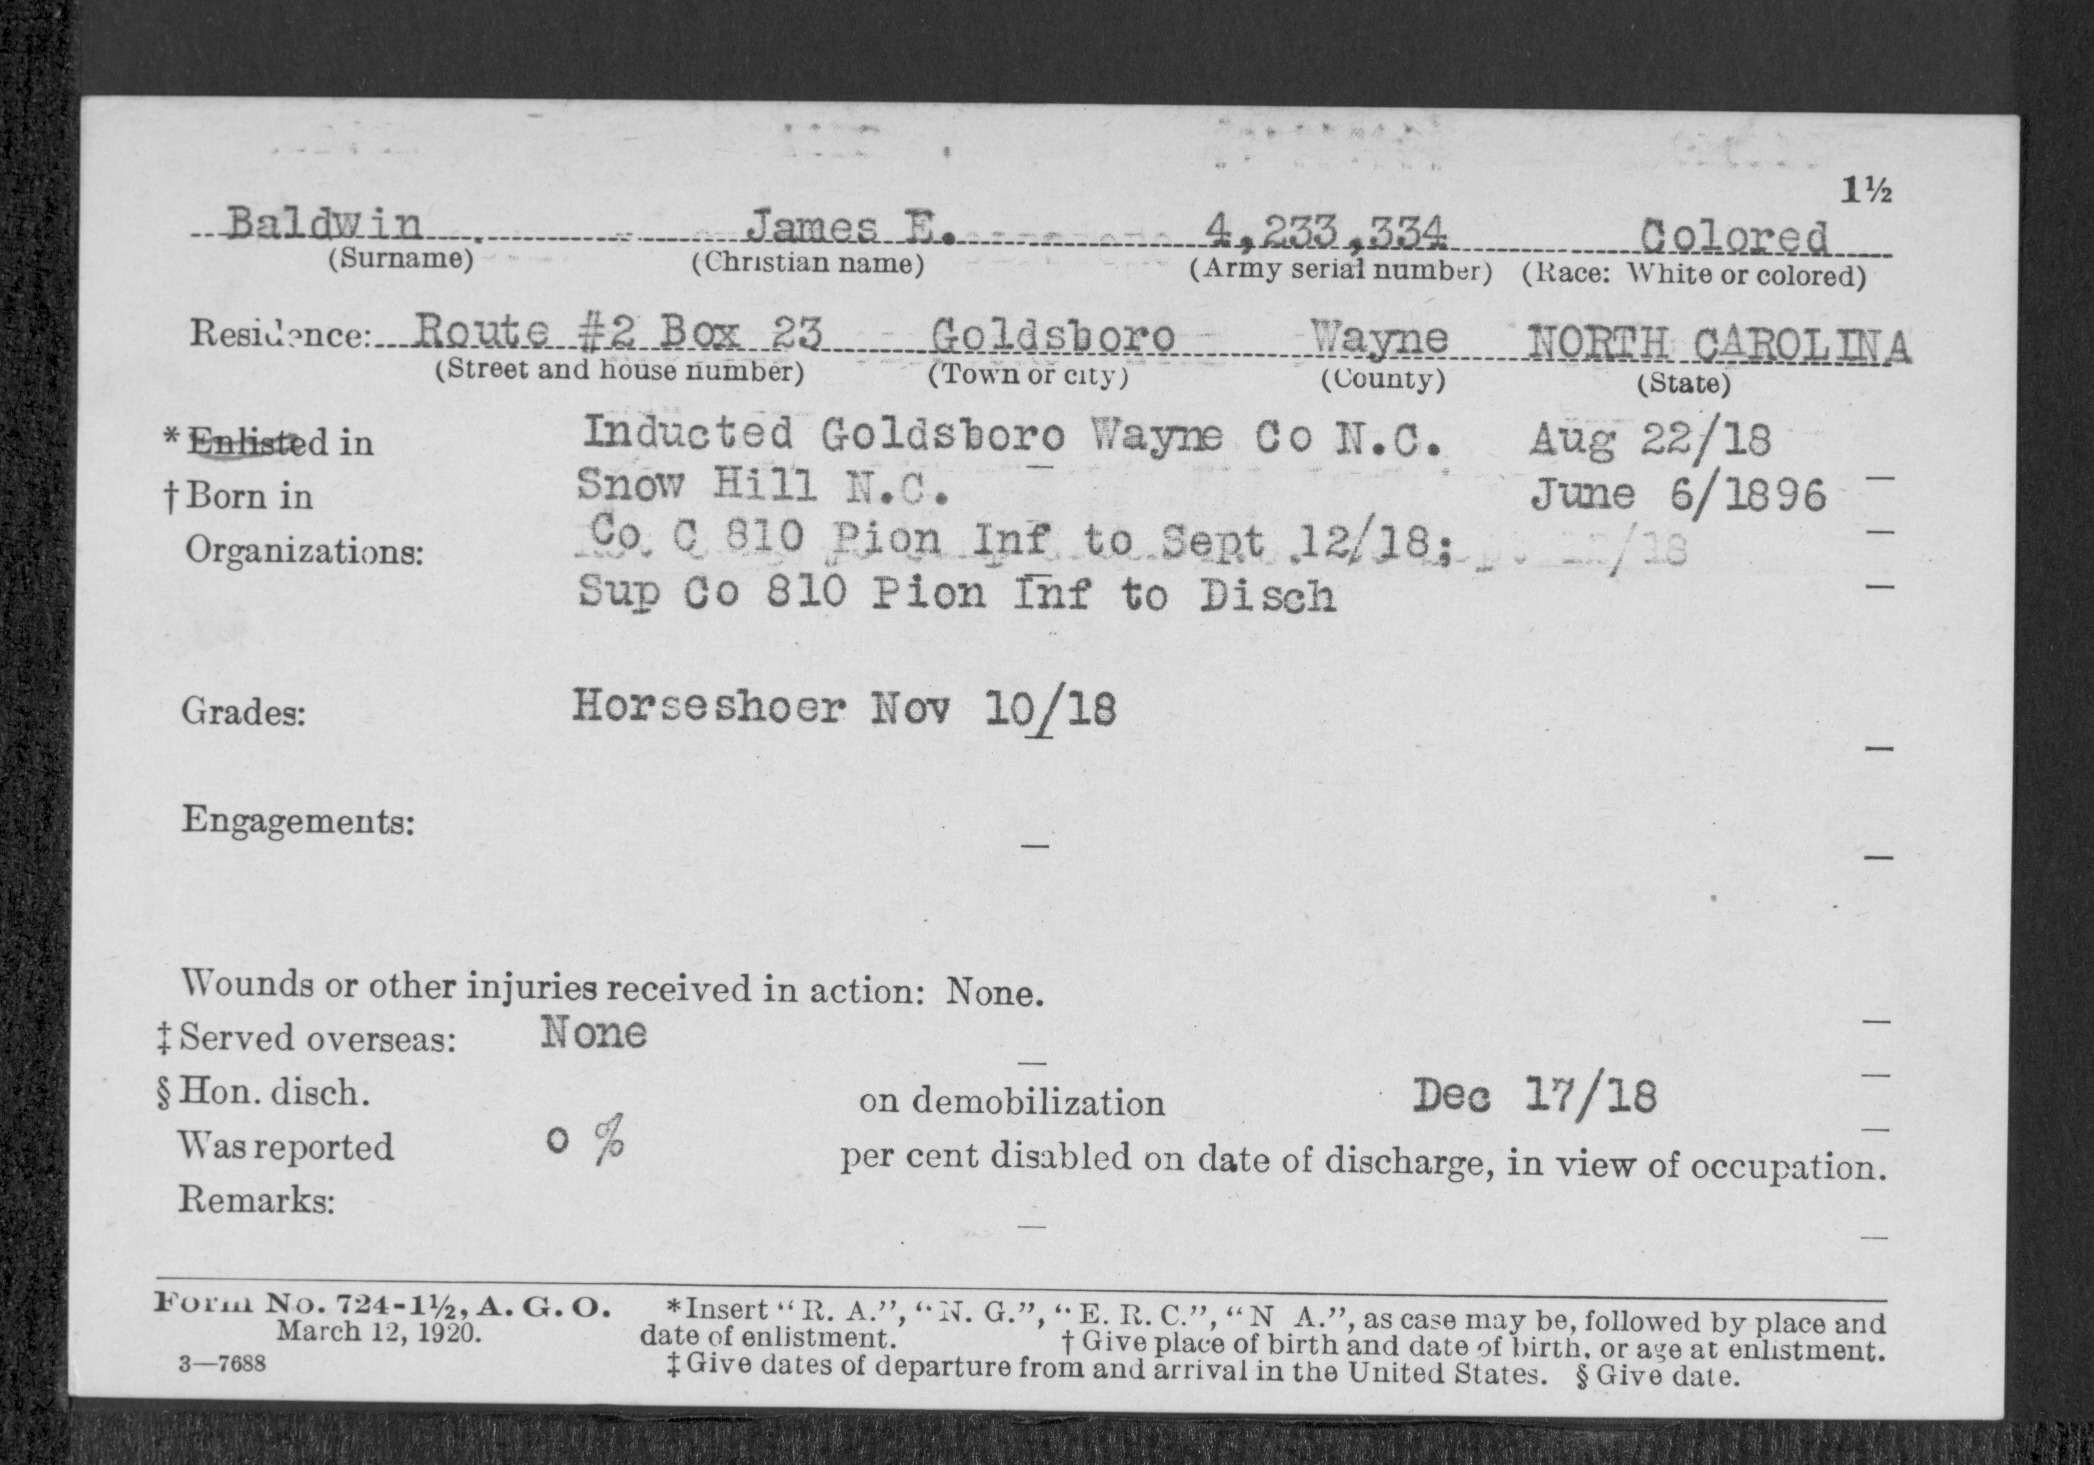 1½
Baldwin James E. 4,233,334 Colored
(Surname) (Christian name) (Army serial number) (Race: White or colored)
Residence: Route #2 Box 23 Goldsboro Wayne NORTH CAROLINA
(Street and house number) (Town or city) (County) (State)
*Enlisted in Inducted Goldsboro Wayne Co N.C. Aug 22/18
†Born in Snow Hill N.C. June 6/1896
Organizations: Co C 810 Pion Inf to Sept 12/18;
Sup Co 810 Pion Inf to Disch
Grades: Horseshoer Nov 10/18
Engagements:
Wounds or other injuries received in action: None.
‡Served overseas: None
§Hon. disch. on demobilization Dec 17/18
Was reported 0 % per cent disabled on date of discharge, in view of occupation.
Remarks:
Form No. 724-1½, A. G. O. *Insert "R. A.", "N. G.", "E. R. C.", "N A.", as case may be, followed by place and
March 12, 1920. date of enlistment. †Give place of birth and date of birth, or age at enlistment.
3—7688 ‡Give dates of departure from and arrival in the United States. §Give date.